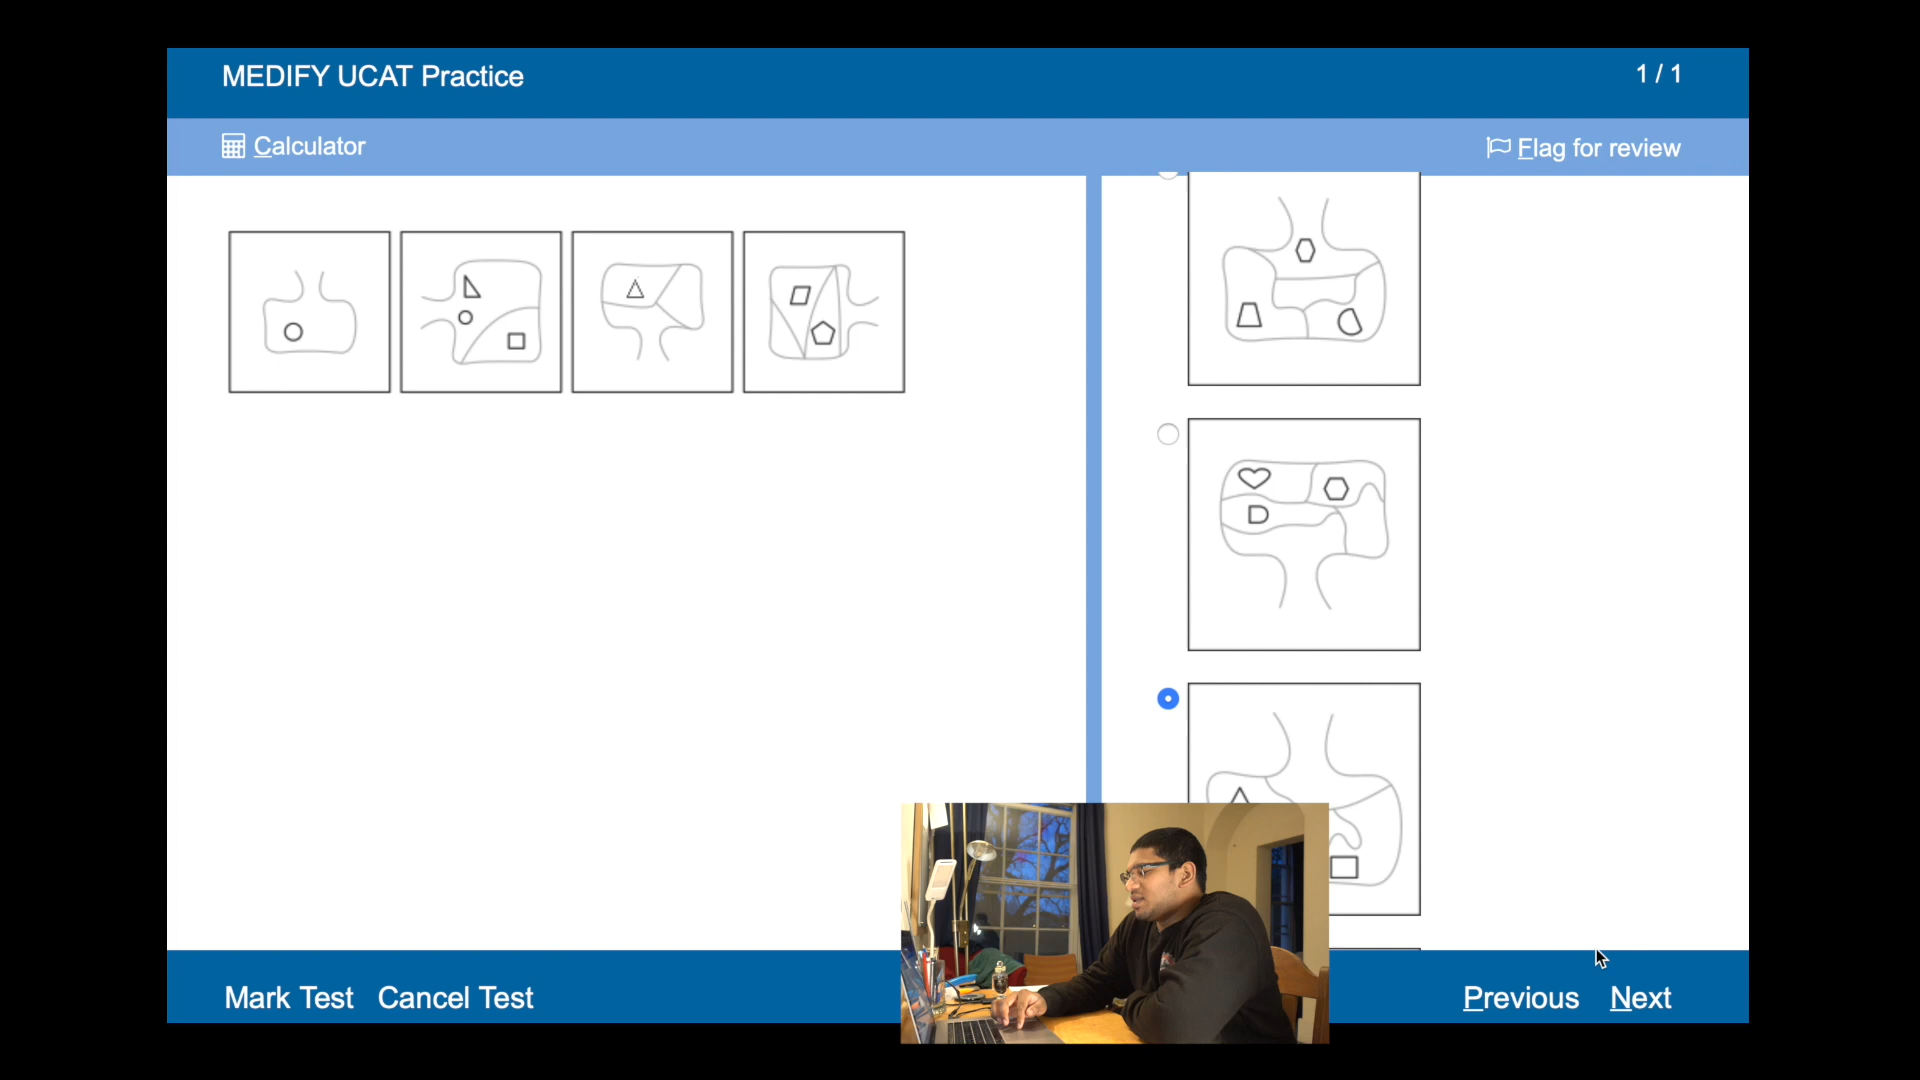 MEDIFY UCAT Practice
1 / 1
Calculator
Flag for review
Mark Test
Cancel Test
Previous
Next